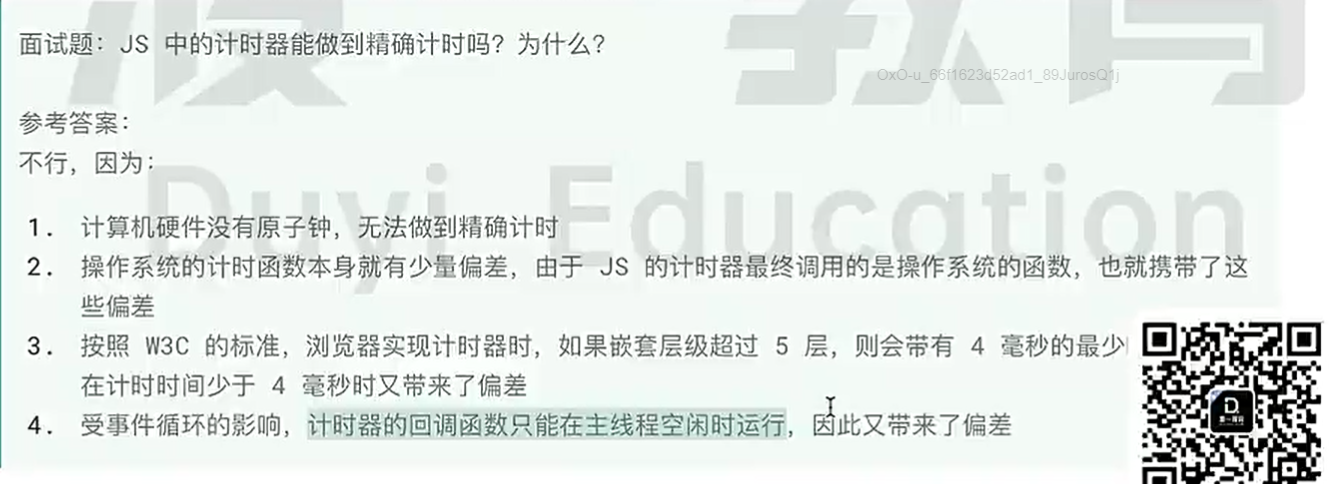 面试题：JS 中的计时器能做到精确计时吗？为什么？
OxO-u_66f1623d52ad1_89JurosQ1j
参考答案：
不行，因为：
Duyi Education
1. 计算机硬件没有原子钟，无法做到精确计时
2. 操作系统的计时函数本身就有少量偏差，由于 JS 的计时器最终调用的是操作系统的函数，也就携带了这
些偏差
3. 按照 W3C 的标准，浏览器实现计时器时，如果嵌套层级超过 5 层，则会带有 4 毫秒的最少
在计时时间少于 4 毫秒时又带来了偏差
4. 受事件循环的影响，计时器的回调函数只能在主线程空闲时运行，因此又带来了偏差